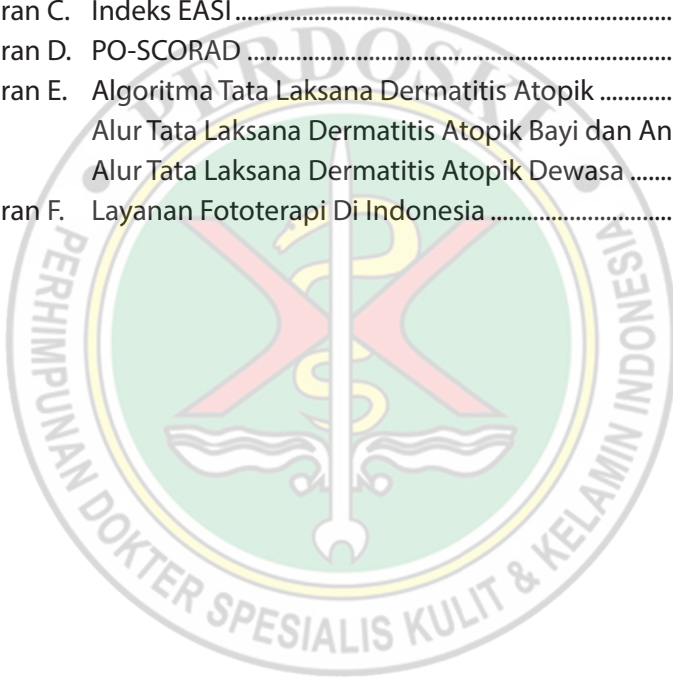 ran C. Indeks EASI ............................................................................
ran D. PO-SCORAD ..........................................................................
ran E. Algoritma Tata Laksana Dermatitis Atopik ............
Alur Tata Laksana Dermatitis Atopik Bayi dan An
Alur Tata Laksana Dermatitis Atopik Dewasa .......
ran F. Layanan Fototerapi Di Indonesia ...............................
PERDOSKI
PERHIMPUNAN DOKTER SPESIALIS KULIT & KELAMIN INDONESIA